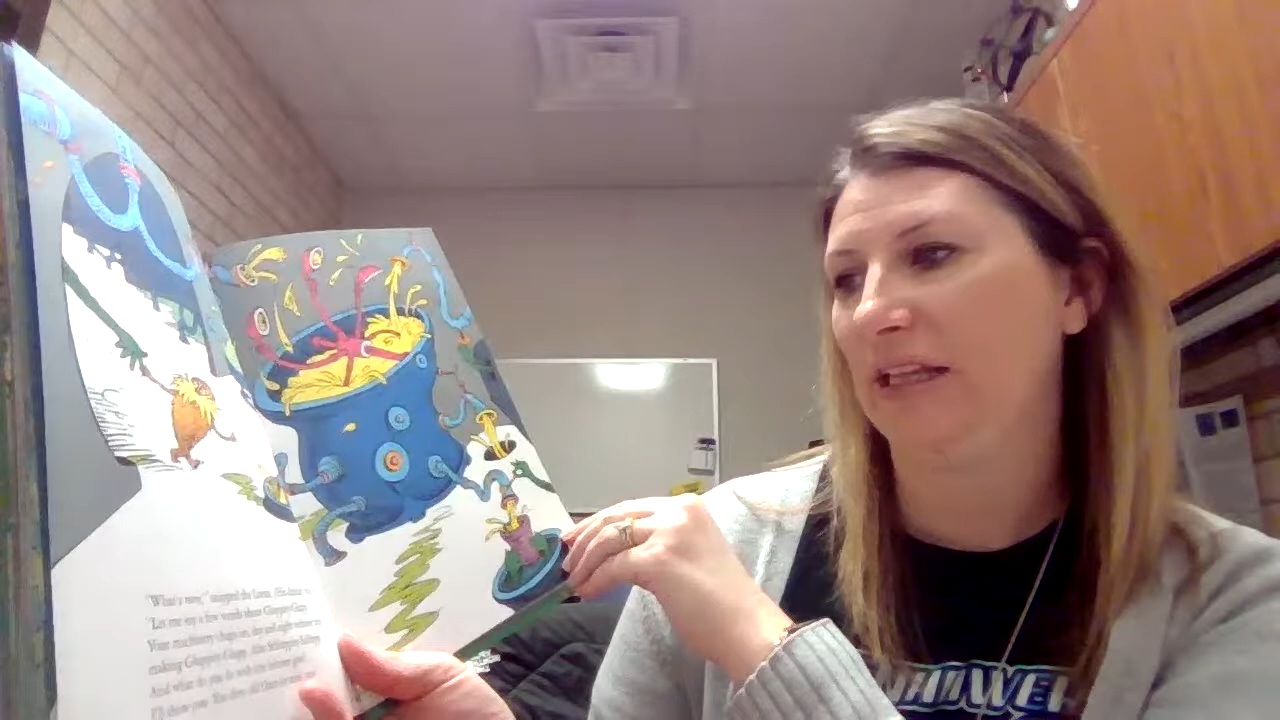 "What's more," snapped the Lorax. (His dander was
"Let me say a few words about Gluppity-Glupp.
Your machinery chugs on, day and night without
making Gluppity-Glupp. Also Schloppity-Schlopp.
And what do you do with this leftover goo?...
I'll show you. You dirty old Once-ler man,